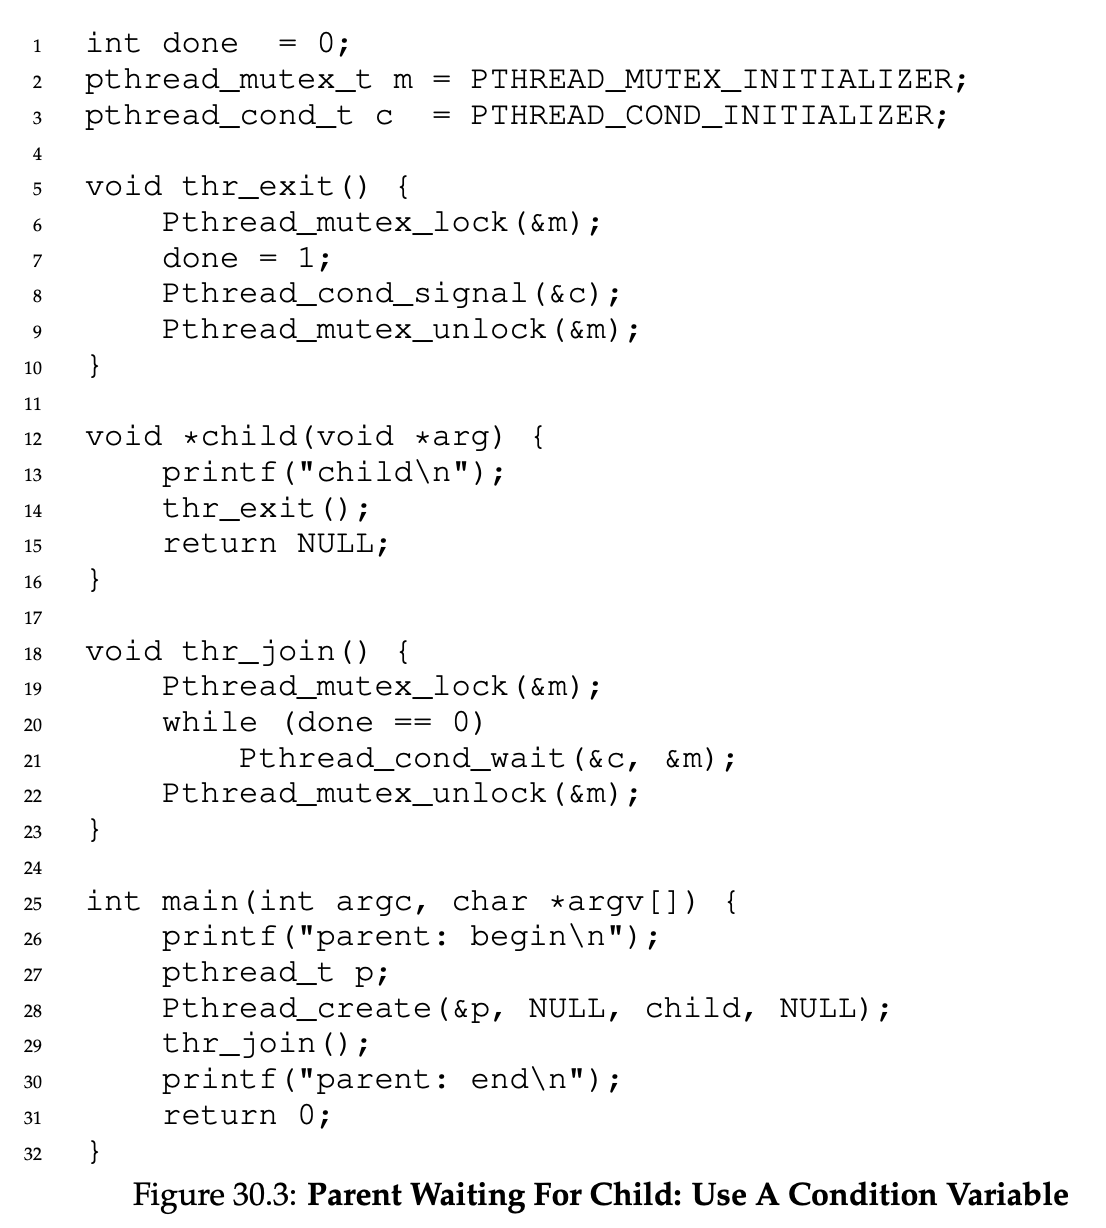 1 int done  = 0;
2 pthread_mutex_t m = PTHREAD_MUTEX_INITIALIZER;
3 pthread_cond_t c  = PTHREAD_COND_INITIALIZER;
4
5 void thr_exit() {
6     Pthread_mutex_lock(&m);
7     done = 1;
8     Pthread_cond_signal(&c);
9     Pthread_mutex_unlock(&m);
10 }
11
12 void *child(void *arg) {
13     printf("child\n");
14     thr_exit();
15     return NULL;
16 }
17
18 void thr_join() {
19     Pthread_mutex_lock(&m);
20     while (done == 0)
21         Pthread_cond_wait(&c, &m);
22     Pthread_mutex_unlock(&m);
23 }
24
25 int main(int argc, char *argv[]) {
26     printf("parent: begin\n");
27     pthread_t p;
28     Pthread_create(&p, NULL, child, NULL);
29     thr_join();
30     printf("parent: end\n");
31     return 0;
32 }
Figure 30.3: Parent Waiting For Child: Use A Condition Variable